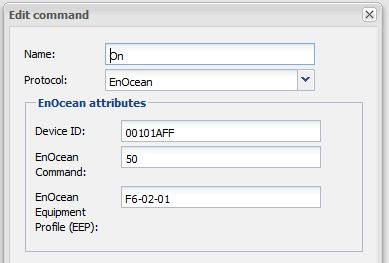 Edit command
Name: On
Protocol: EnOcean
EnOcean attributes
Device ID: 00101AFF
EnOcean
Command: 50
EnOcean
Equipment
Profile (EEP): F6-02-01